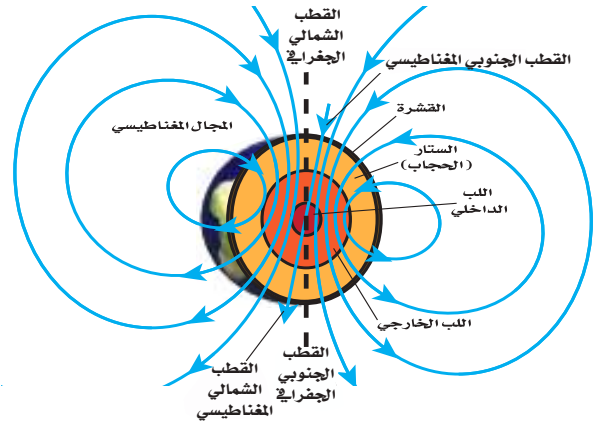 القطب
الشمالي
الجغرافي
القطب الجنوبي المغناطيسي
القشرة
المجال المغناطيسي
الستار
(الحجاب)
اللب
الداخلي
اللب الخارجي
القطب
الجنوبي
الجغرافي
القطب
الشمالي
المغناطيسي